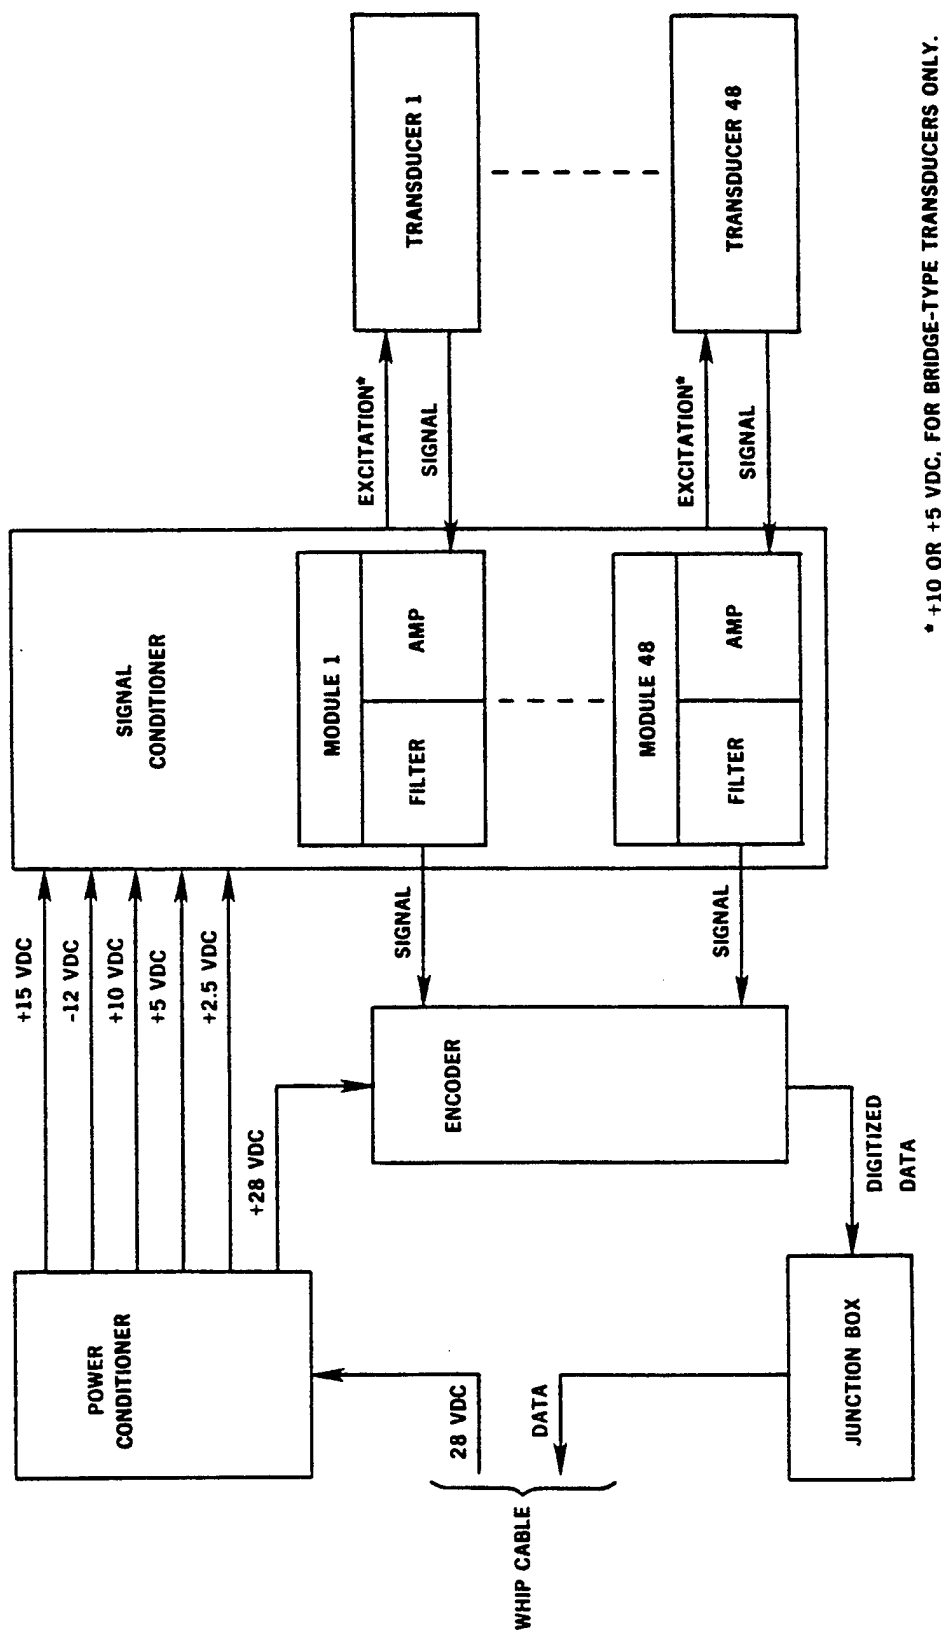 POWER
CONDITIONER
+15 VDC
-12 VDC
+10 VDC
+5 VDC
+2.5 VDC
+28 VDC
SIGNAL
CONDITIONER
MODULE 1
FILTER
AMP
EXCITATION*
SIGNAL
TRANSDUCER 1
28 VDC
WHIP CABLE
DATA
ENCODER
SIGNAL
SIGNAL
MODULE 48
FILTER
AMP
EXCITATION*
SIGNAL
TRANSDUCER 48
JUNCTION BOX
DIGITIZED
DATA
* +10 OR +5 VDC, FOR BRIDGE-TYPE TRANSDUCERS ONLY.